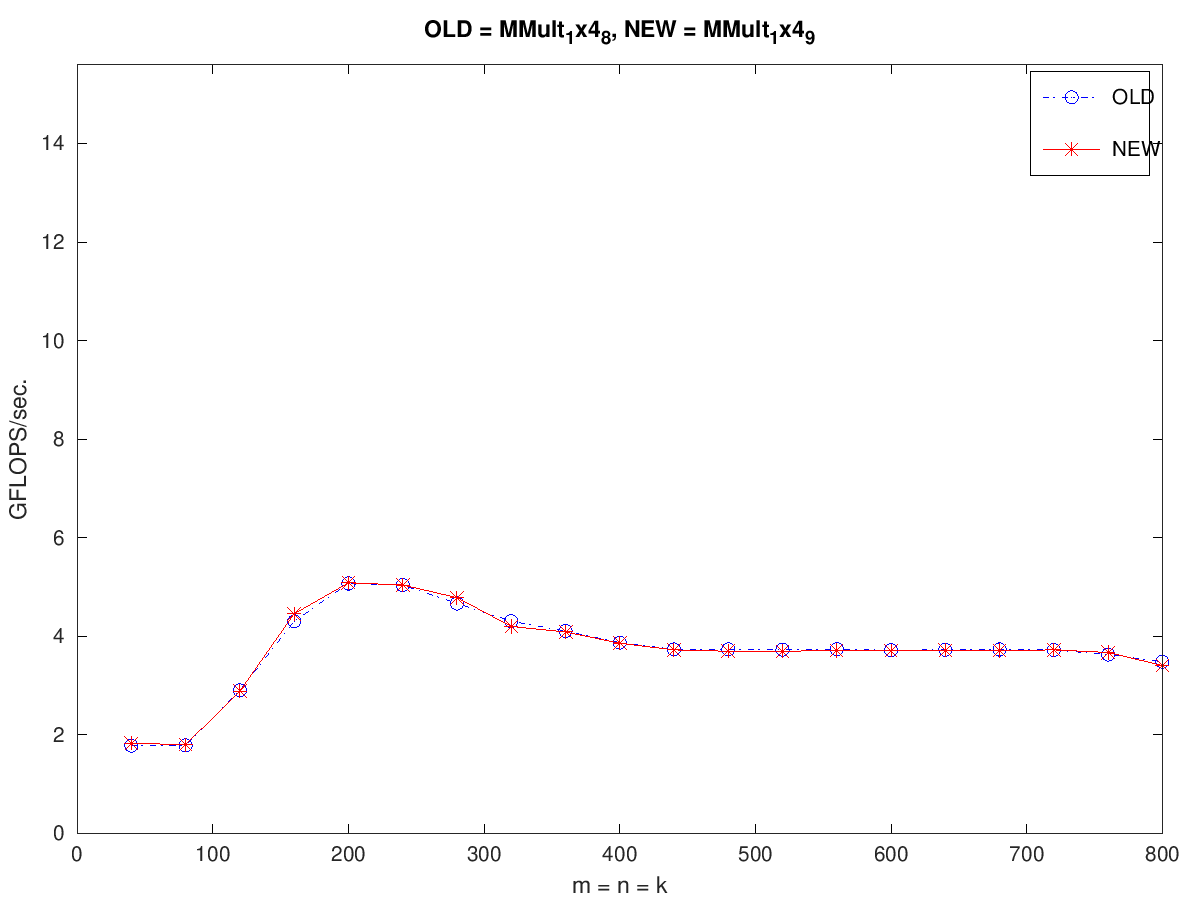 OLD = MMult₁x4₈, NEW = MMult₁x4₉
OLD
NEW
14
12
10
8
6
4
2
0
GFLOPS/sec.
0 100 200 300 400 500 600 700 800
m = n = k